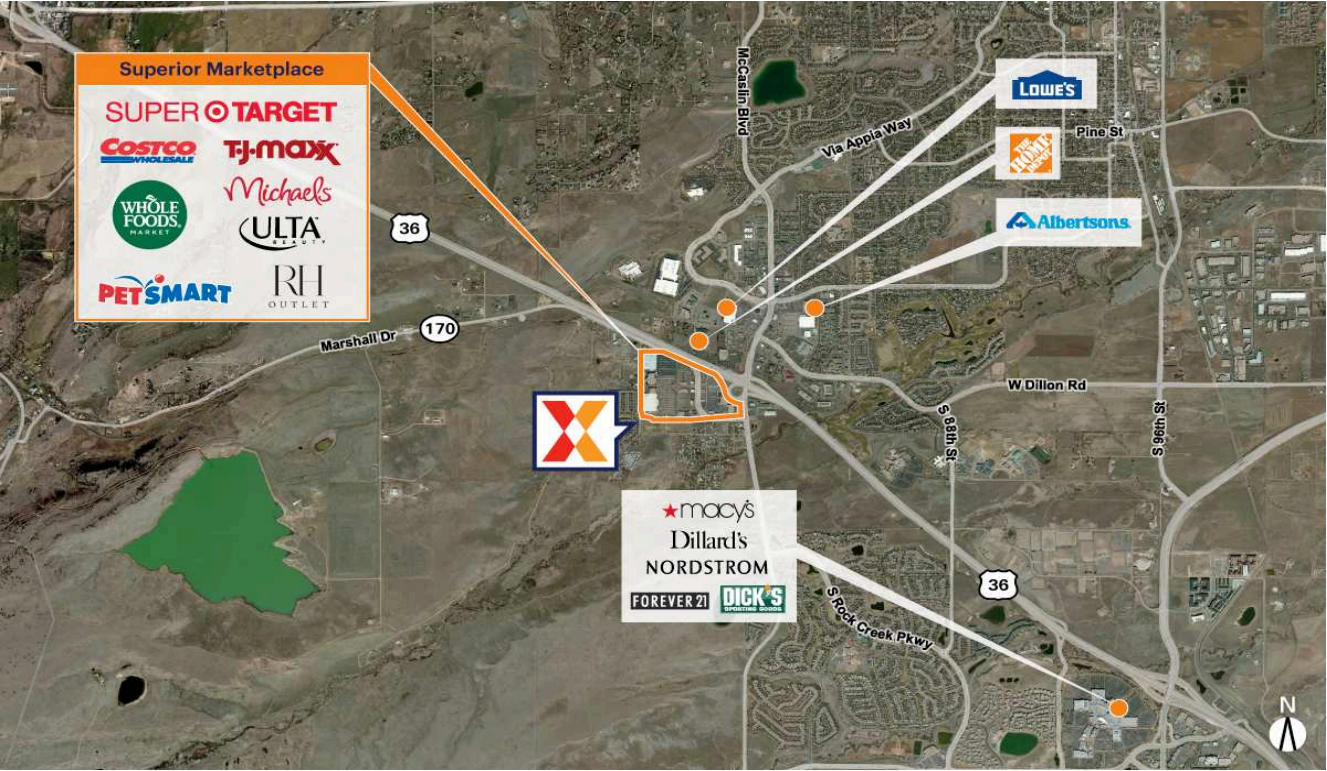 Superior Marketplace
SUPER TARGET
COSTCO
WHOLESALE
T•J•maxx
WHOLE
FOODS
MARKET
Michaels
ULTA
BEAUTY
PETSMART
RH
OUTLET
36
170
Marshall Dr
McCaslin Blvd
Via Appia Way
Pine St
LOWE'S
THE
HOME
DEPOT
Albertsons
W Dillon Rd
S 88th St
S 96th St
macy's
Dillard's
NORDSTROM
FOREVER 21
DICK'S
SPORTING GOODS
S Rock Creek Pkwy
36
N